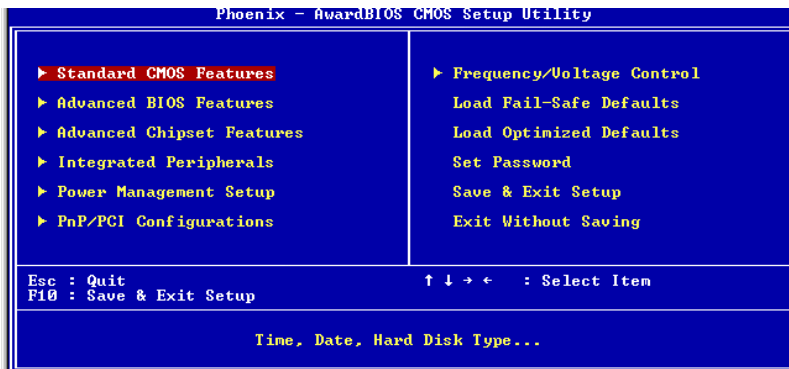 Phoenix - AwardBIOS CMOS Setup Utility
▶ Standard CMOS Features
▶ Advanced BIOS Features
▶ Advanced Chipset Features
▶ Integrated Peripherals
▶ Power Management Setup
▶ PnP/PCI Configurations
▶ Frequency/Voltage Control
Load Fail-Safe Defaults
Load Optimized Defaults
Set Password
Save & Exit Setup
Exit Without Saving
Esc : Quit
F10 : Save & Exit Setup
↑ ↓ → ← : Select Item
Time, Date, Hard Disk Type...